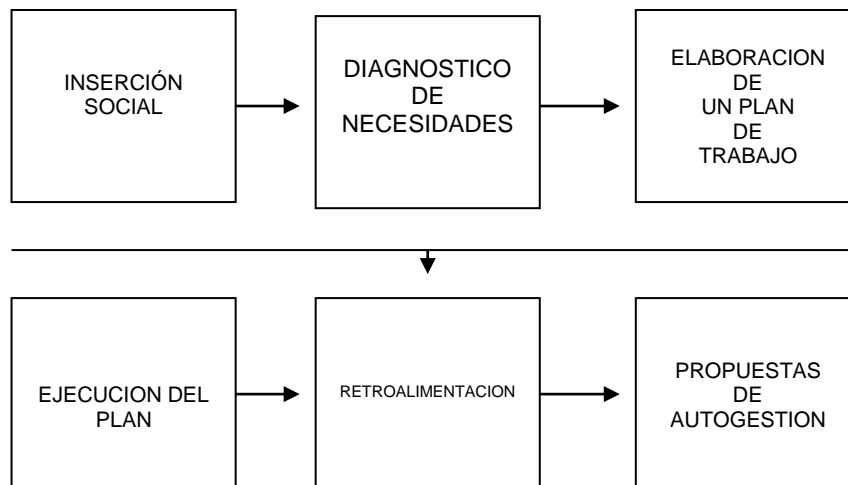 INSERCIÓN
SOCIAL
DIAGNOSTICO
DE
NECESIDADES
ELABORACION
DE
UN PLAN
DE
TRABAJO
EJECUCION DEL
PLAN
RETROALIMENTACION
PROPUESTAS
DE
AUTOGESTION